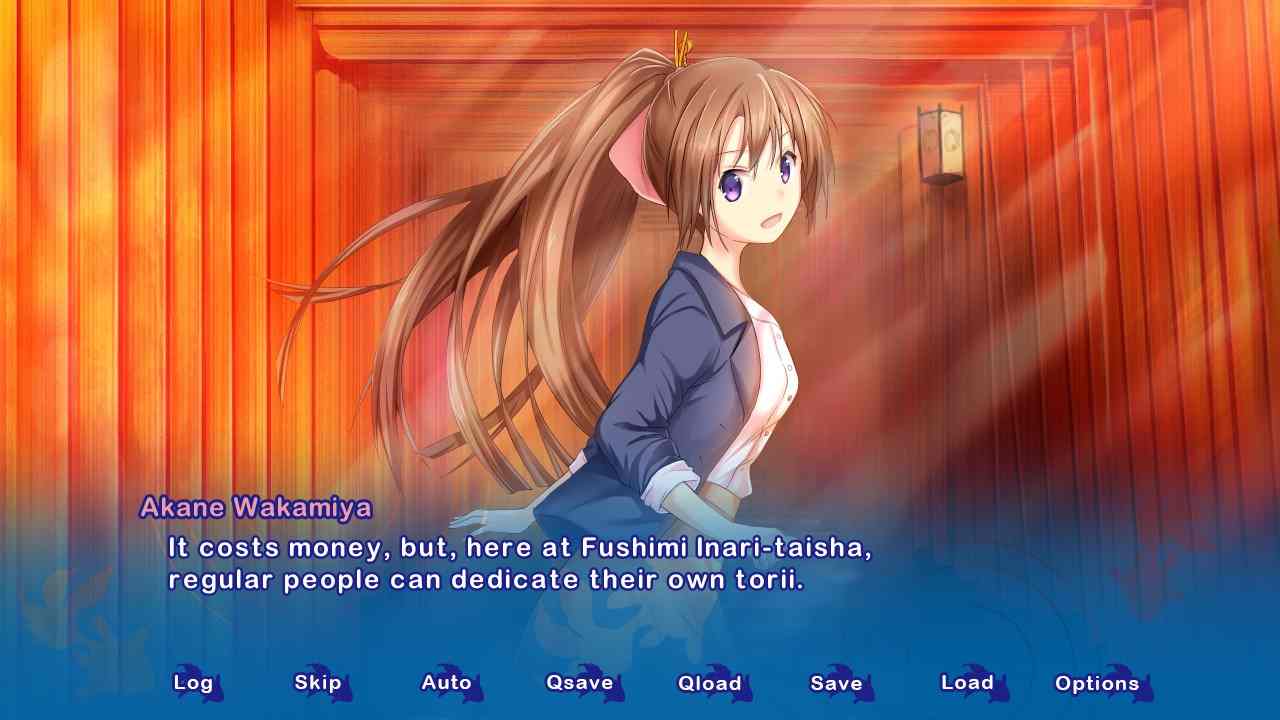 Akane Wakamiya
It costs money, but, here at Fushimi Inari-taisha,
regular people can dedicate their own torii.
Log Skip Auto Qsave Qload Save Load Options